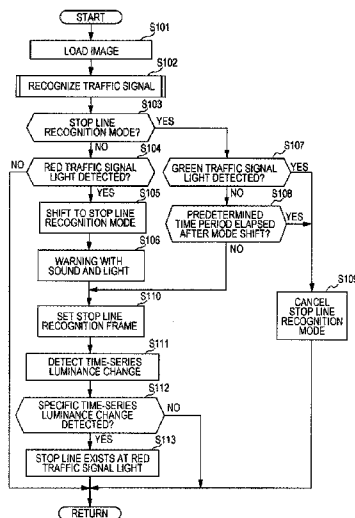 START
S101
LOAD IMAGE
S102
RECOGNIZE TRAFFIC SIGNAL
S103
STOP LINE
RECOGNITION MODE?
YES
NO
S104
NO
RED TRAFFIC SIGNAL
LIGHT DETECTED?
YES
S107
GREEN TRAFFIC SIGNAL
LIGHT DETECTED?
YES
NO
S105
SHIFT TO STOP LINE
RECOGNITION MODE
S108
PREDETERMINED
TIME PERIOD ELAPSED
AFTER MODE SHIFT?
YES
NO
S106
WARNING WITH
SOUND AND LIGHT
S109
CANCEL
STOP LINE
RECOGNITION
MODE
S110
SET STOP LINE
RECOGNITION FRAME
S111
DETECT TIME-SERIES
LUMINANCE CHANGE
S112
SPECIFIC TIME-SERIES
LUMINANCE CHANGE
DETECTED?
NO
YES
S113
STOP LINE EXISTS AT RED
TRAFFIC SIGNAL LIGHT
RETURN